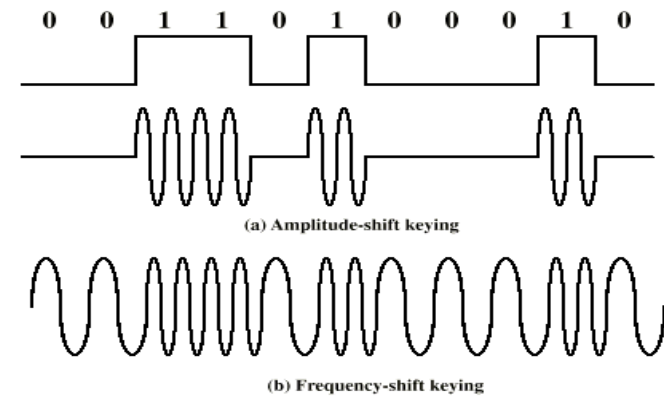 0 0 1 1 0 1 0 0 0 1 0
(a) Amplitude-shift keying
(b) Frequency-shift keying